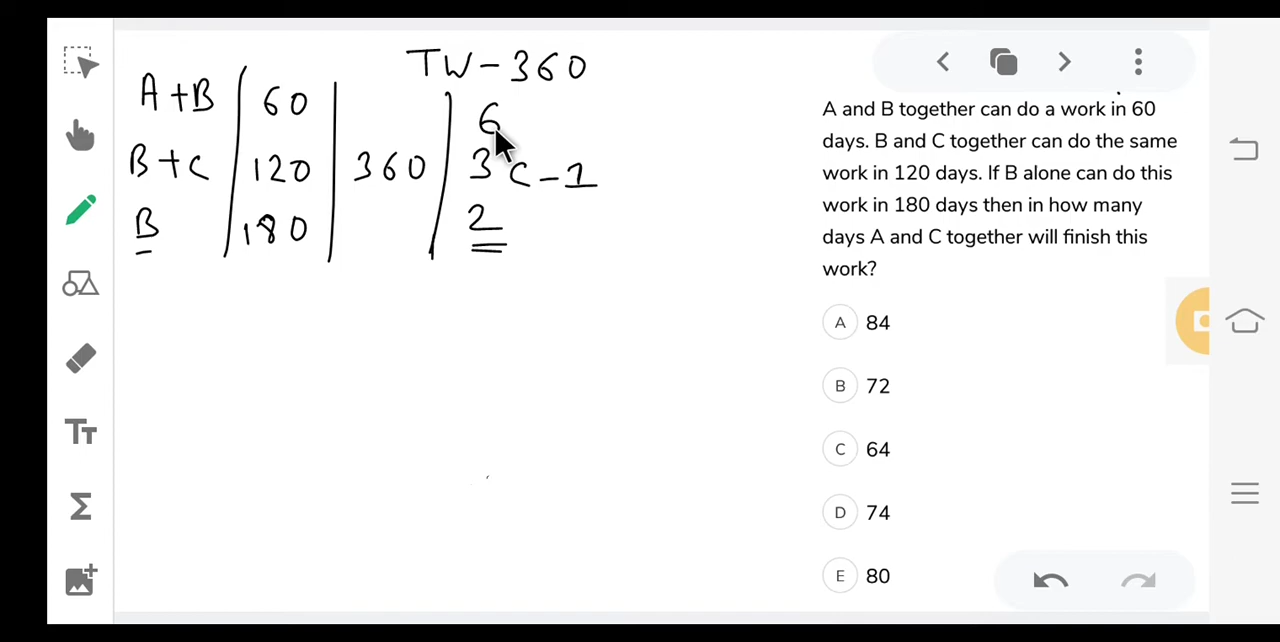 TW-360
A+B 60 6
B+C 120 360 3 C-1
B 180 2
A and B together can do a work in 60
days. B and C together can do the same
work in 120 days. If B alone can do this
work in 180 days then in how many
days A and C together will finish this
work?
A 84
B 72
C 64
D 74
E 80
TT
Σ